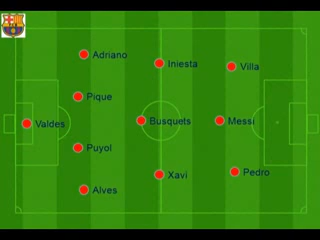 Adriano
Iniesta
Villa
Pique
Valdes
Busquets
Messi
Puyol
Xavi
Pedro
Alves